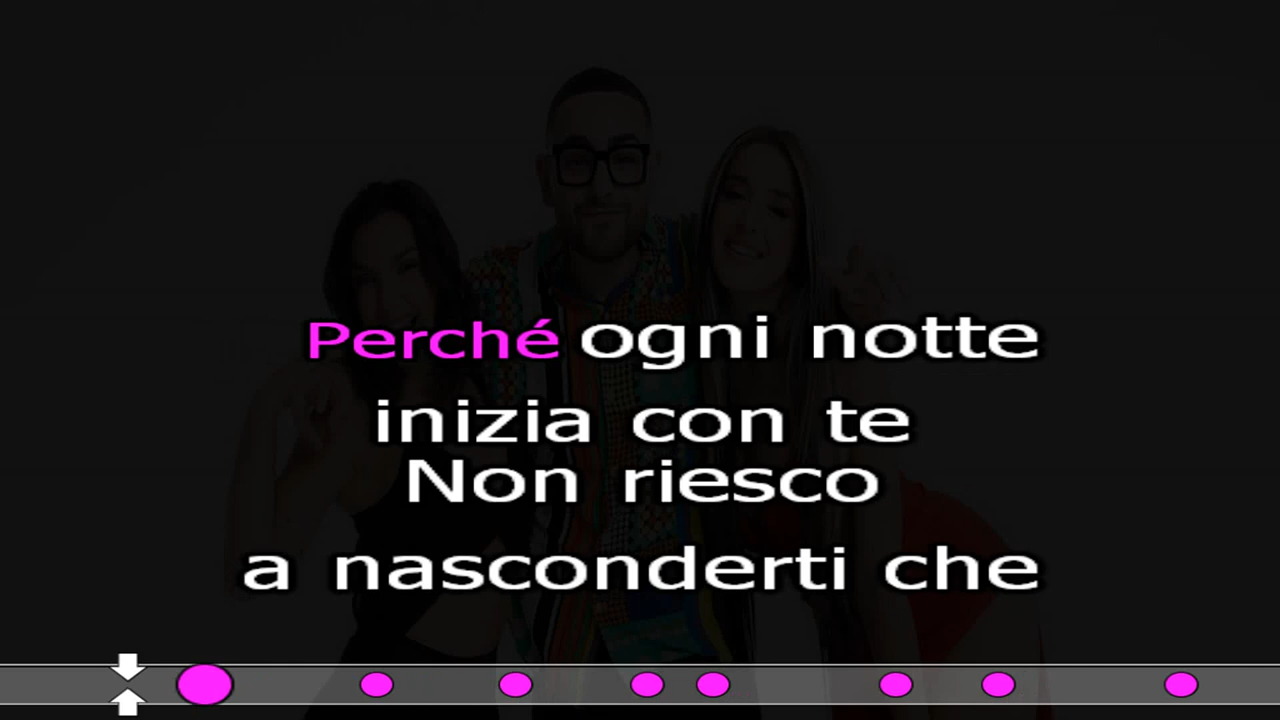 Perché ogni notte
inizia con te
Non riesco
a nasconderti che